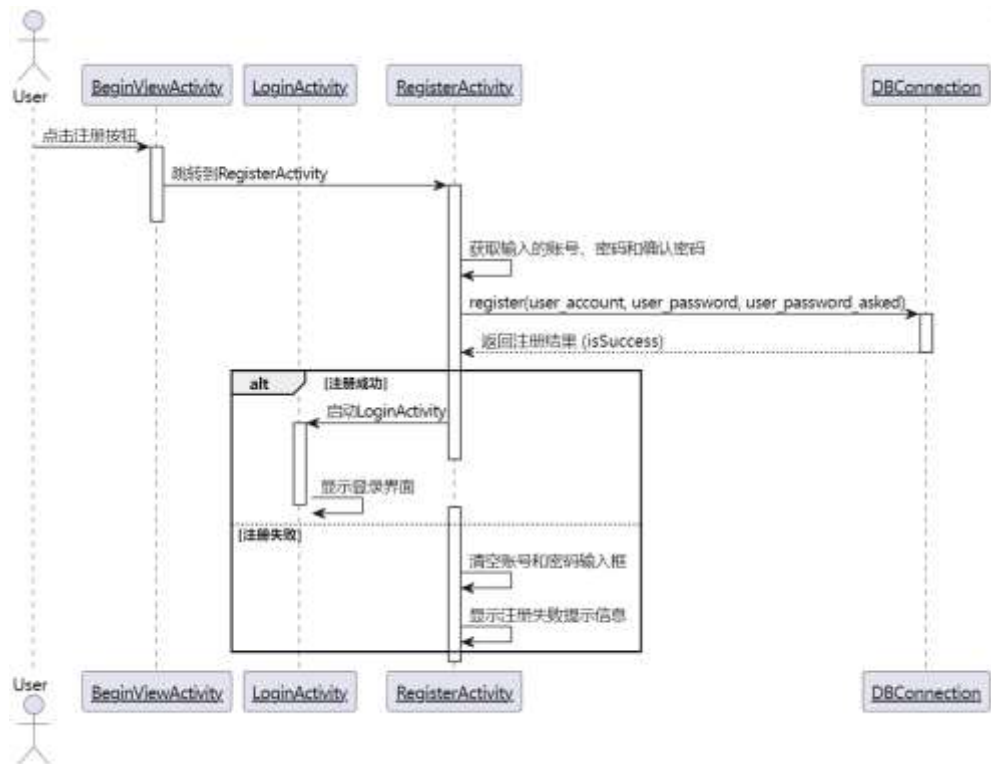 User
BeginViewActivity
LoginActivity
RegisterActivity
DBConnection
点击注册按钮
跳转到RegisterActivity
获取输入的账号、密码和确认密码
register(user_account, user_password, user_password_asked)
返回注册结果 (isSuccess)
alt
[注册成功]
启动LoginActivity
显示登录界面
[注册失败]
清空账号和密码输入框
显示注册失败提示信息
User
BeginViewActivity
LoginActivity
RegisterActivity
DBConnection